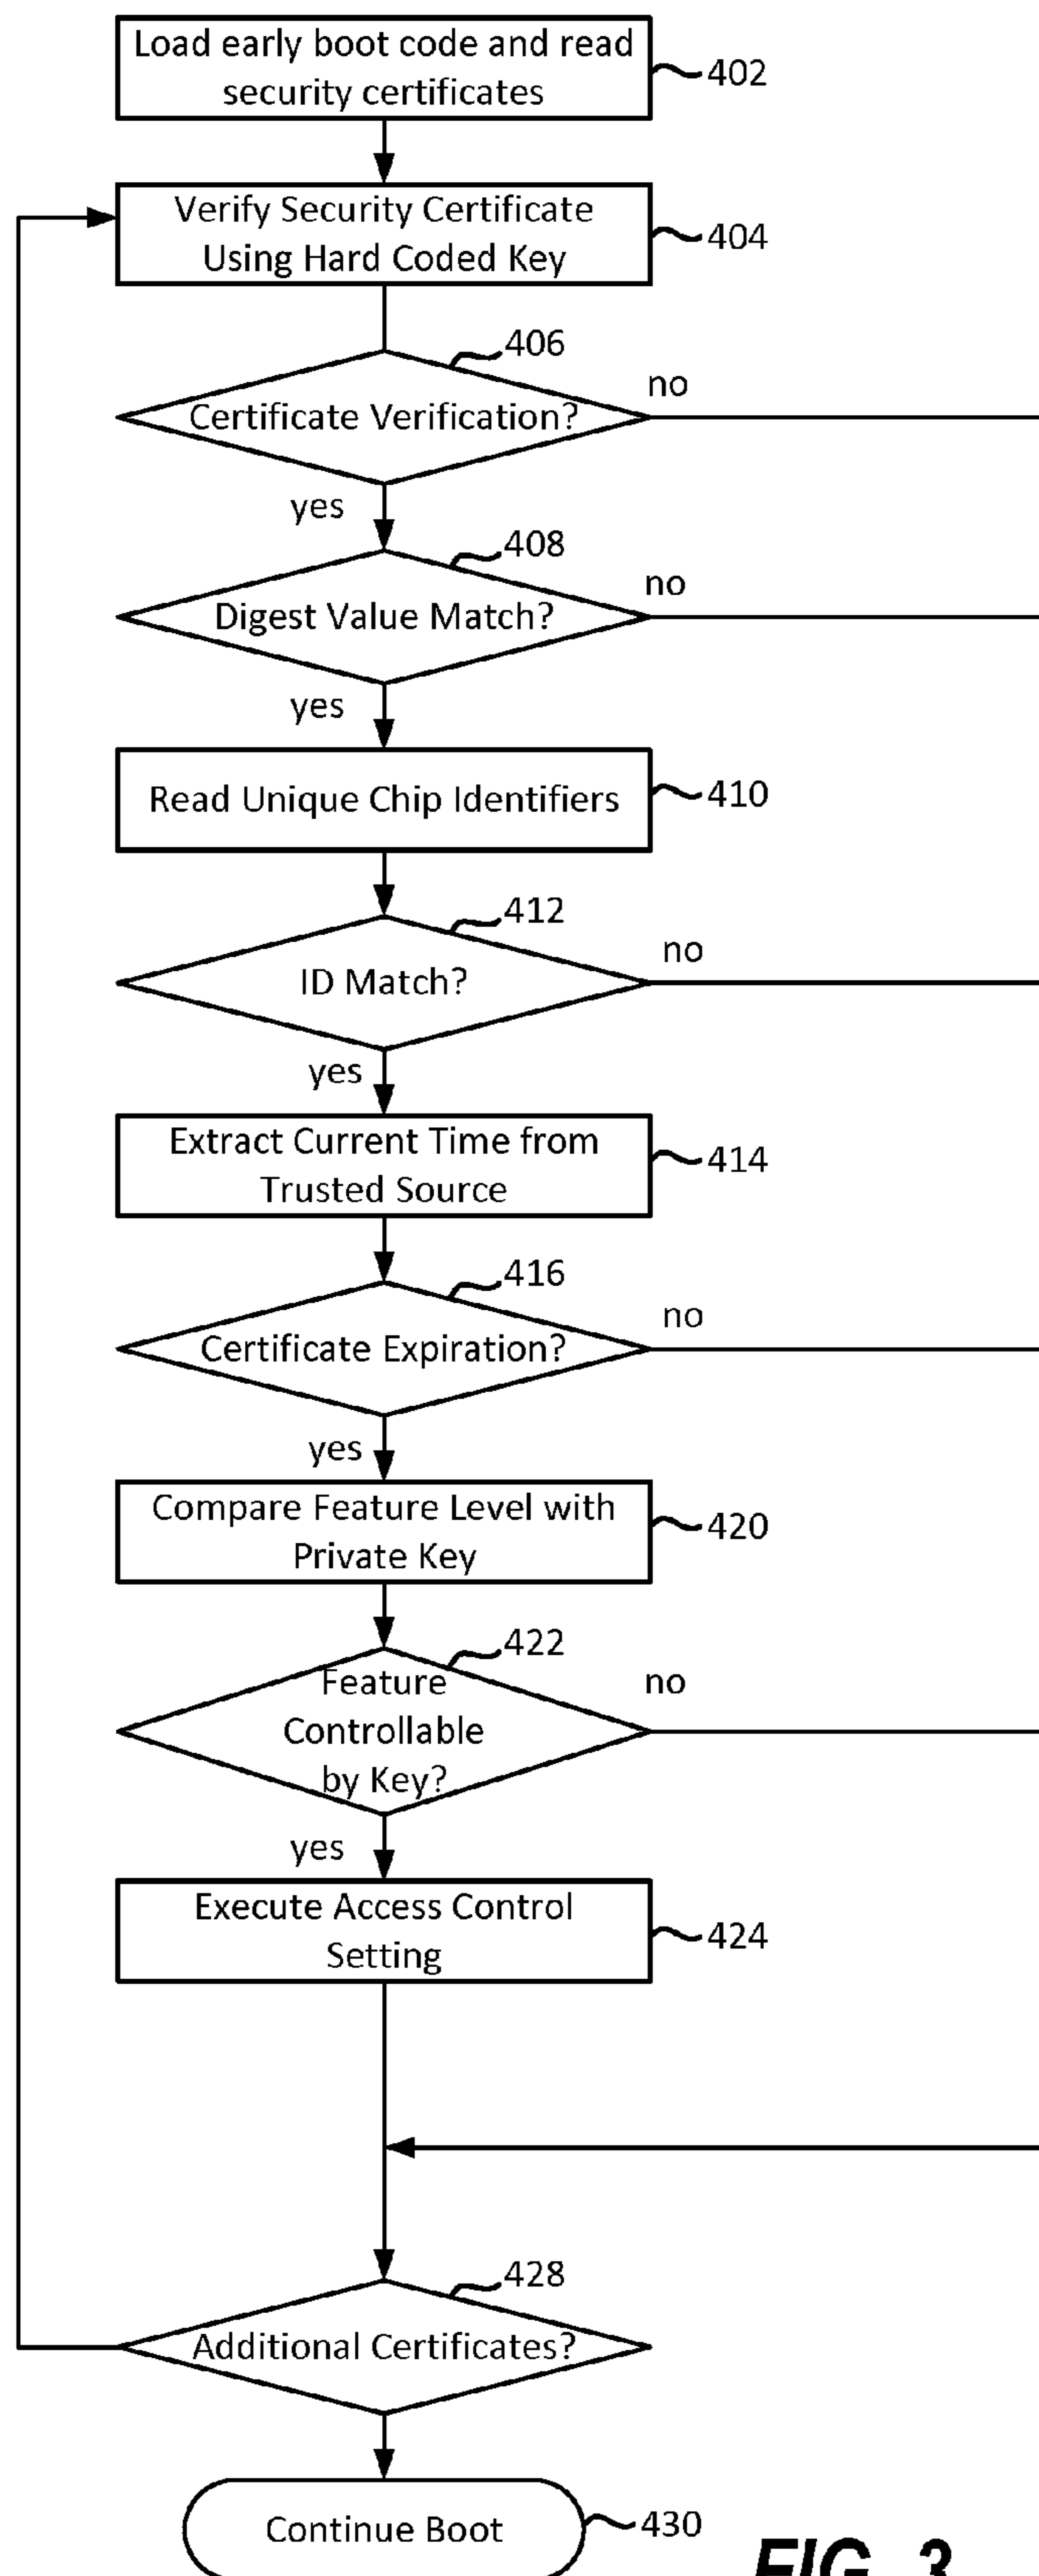 Load early boot code and read
security certificates
402
Verify Security Certificate
Using Hard Coded Key
404
406
Certificate Verification?
no
yes
408
Digest Value Match?
no
yes
Read Unique Chip Identifiers
410
412
ID Match?
no
yes
Extract Current Time from
Trusted Source
414
416
Certificate Expiration?
no
yes
Compare Feature Level with
Private Key
420
422
Feature
Controllable
by Key?
no
yes
Execute Access Control
Setting
424
428
Additional Certificates?
Continue Boot
430
FIG. 3